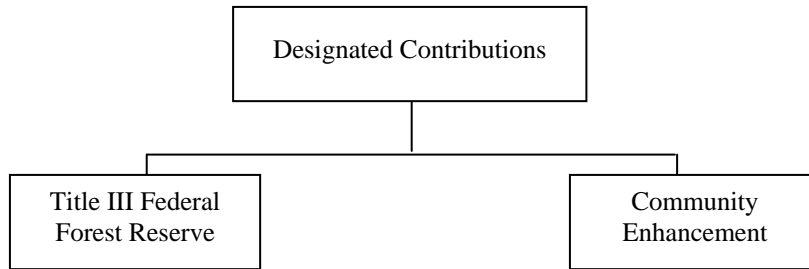 Designated Contributions
Title III Federal
Forest Reserve
Community
Enhancement